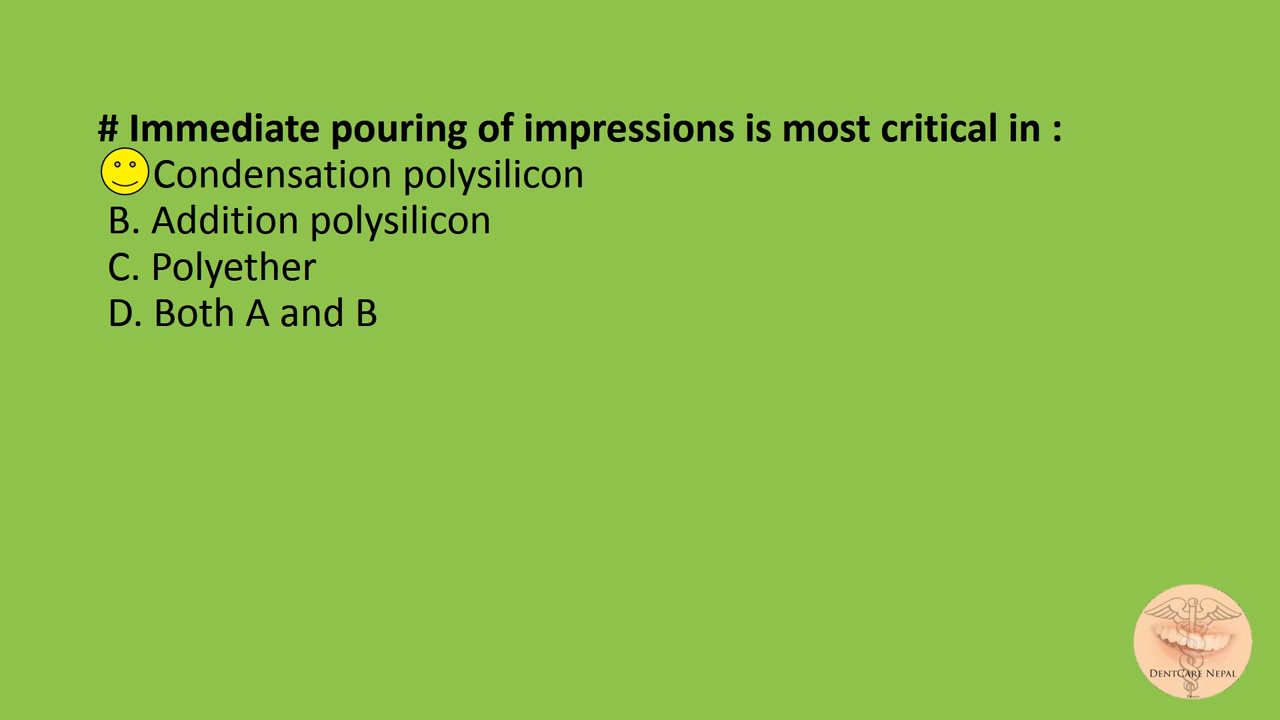 # Immediate pouring of impressions is most critical in :
Condensation polysilicon
B. Addition polysilicon
C. Polyether
D. Both A and B
DENTCARE NEPAL